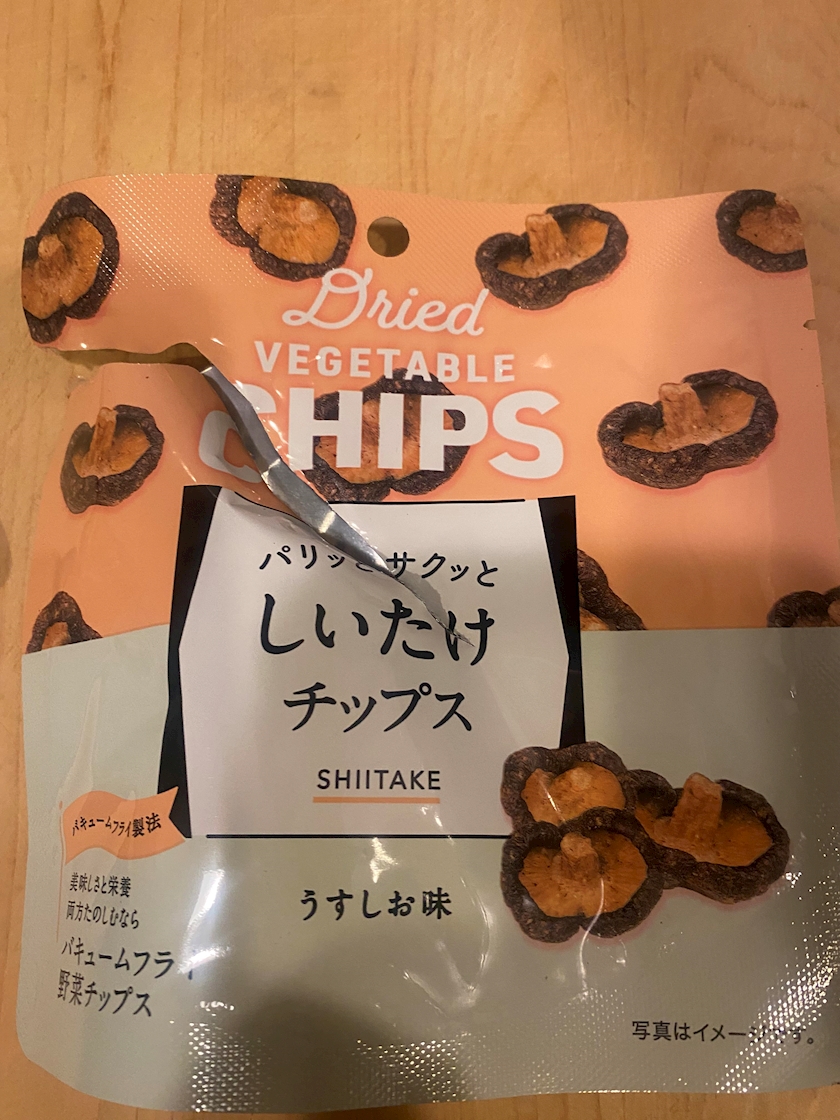 Dried
VEGETABLE
CHIPS
パリッとサクッと
しいたけ
チップス
SHIITAKE
バキュームフライ製法
美味しさと栄養
両方たのしむなら
バキュームフライ
野菜チップス
うすしお味
写真はイメージです。